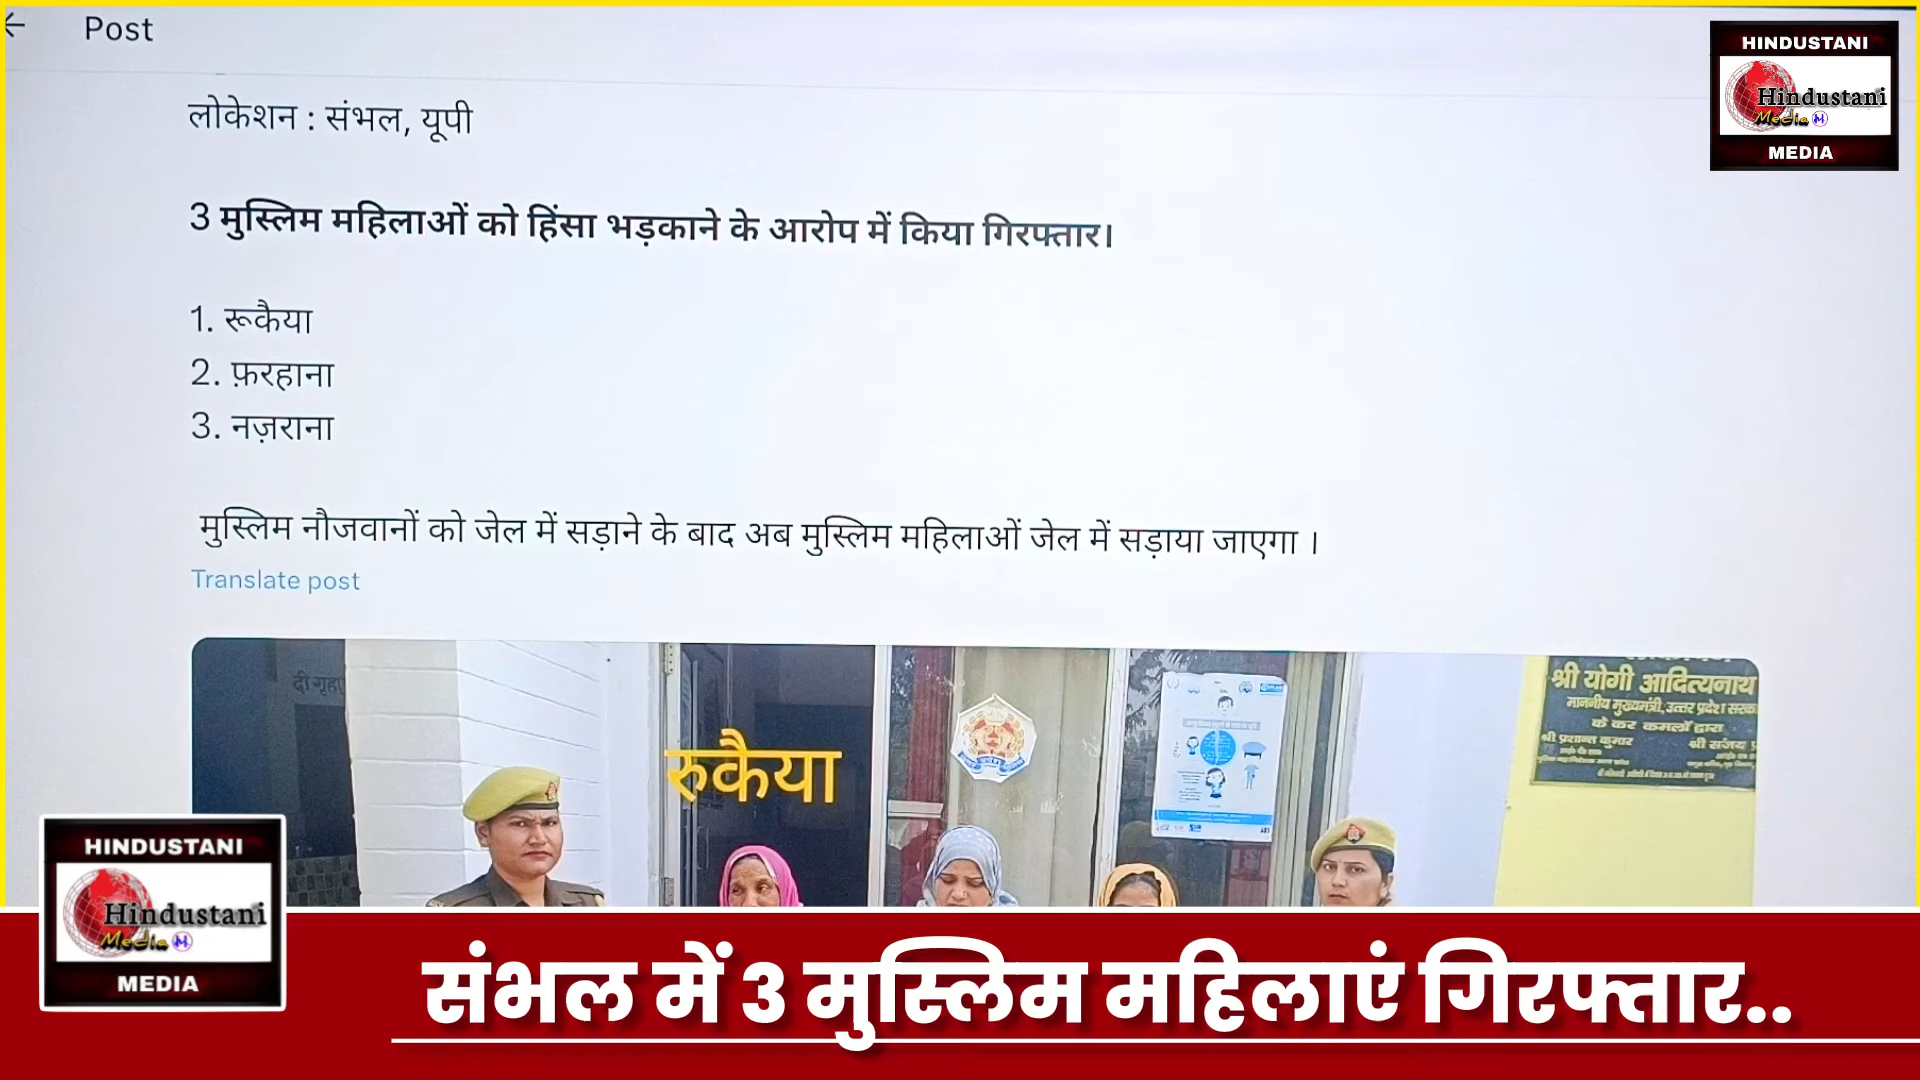 Post
HINDUSTANI
Hindustani
Media M
MEDIA
लोकेशन : संभल, यूपी
3 मुस्लिम महिलाओं को हिंसा भड़काने के आरोप में किया गिरफ्तार।
1. रूकैया
2. फ़रहाना
3. नज़राना
मुस्लिम नौजवानों को जेल में सड़ाने के बाद अब मुस्लिम महिलाओं जेल में सड़ाया जाएगा ।
Translate post
श्री योगी आदित्यनाथ
माननीय मुख्यमंत्री, उत्तर प्रदेश
के कर कमलों द्वारा
श्री प्रशान्त कुमार
श्री संजय
रुकैया
HINDUSTANI
Hindustani
Media M
MEDIA
संभल में 3 मुस्लिम महिलाएं गिरफ्तार..